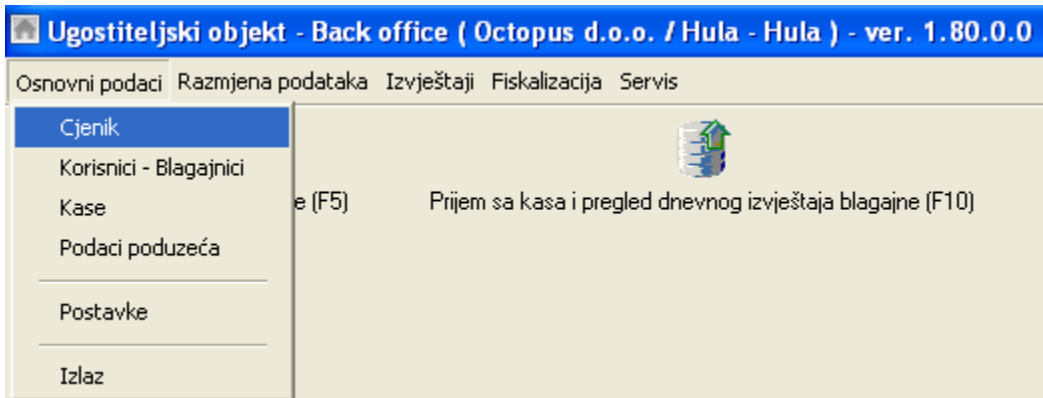 Ugostiteljski objekt - Back office ( Octopus d.o.o. / Hula - Hula ) - ver. 1.80.0.0
Osnovni podaci Razmjena podataka Izvještaji Fiskalizacija Servis
Cjenik
Korisnici - Blagajnici
Kase
Podaci poduzeća
Postavke
Izlaz
e (F5)
Prijem sa kasa i pregled dnevnog izvještaja blagajne (F10)